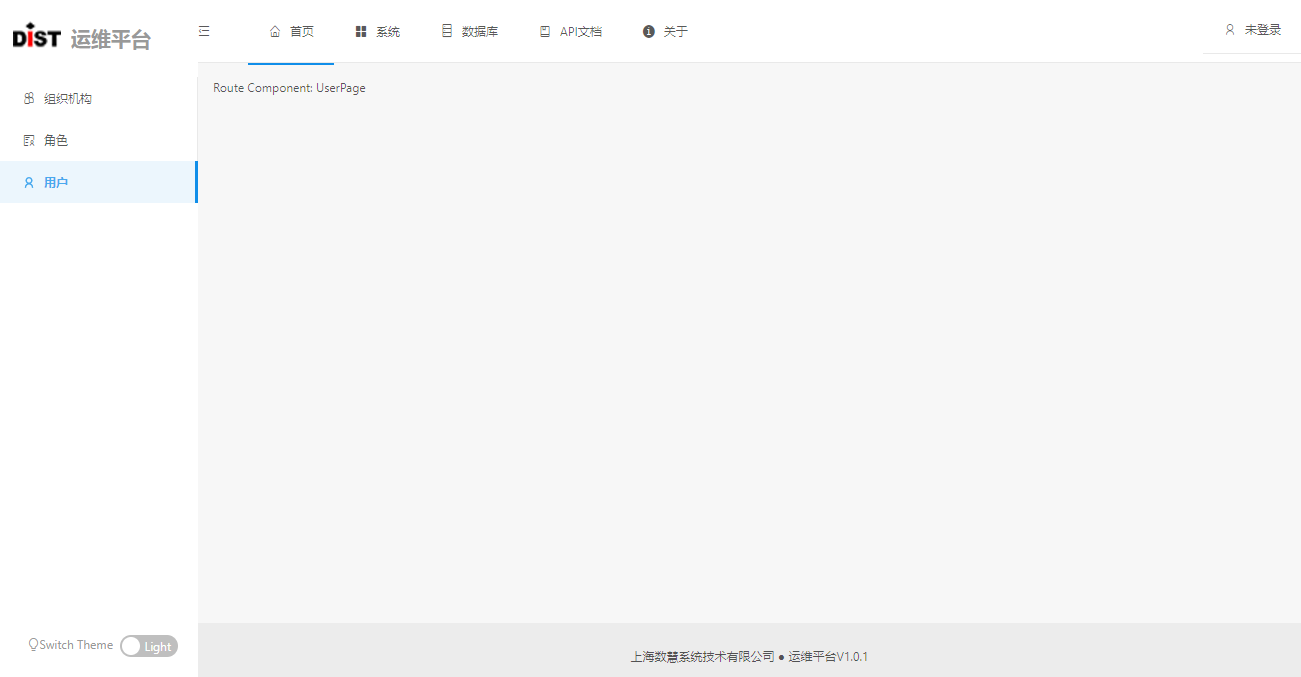 DIST 运维平台
首页 系统 数据库 API文档 关于 未登录
组织机构
角色
用户
Route Component: UserPage
Switch Theme Light
上海数慧系统技术有限公司 ● 运维平台V1.0.1